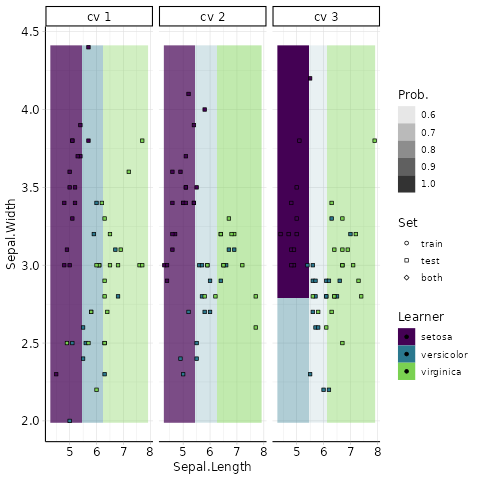 cv 1
cv 2
cv 3
4.5
4.0
3.5
3.0
2.5
2.0
Sepal.Width
5 6 7 8
5 6 7 8
5 6 7 8
Sepal.Length
Prob.
0.6
0.7
0.8
0.9
1.0
Set
train
test
both
Learner
setosa
versicolor
virginica